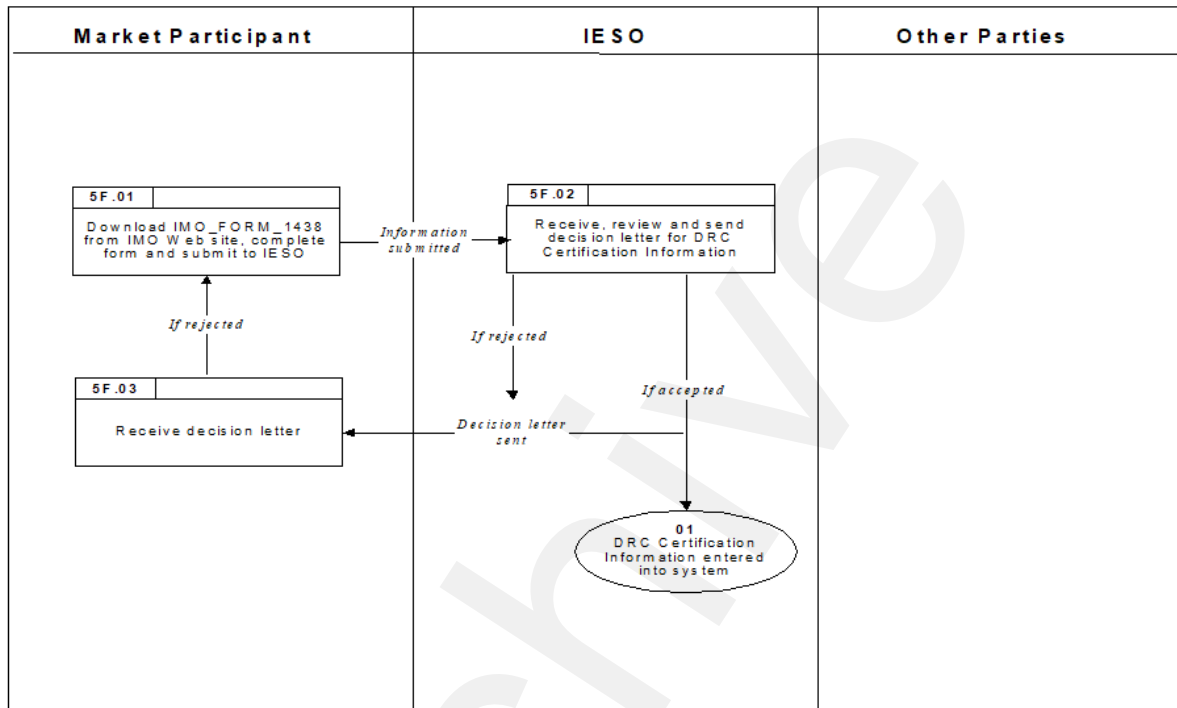 Market Participant
IESO
Other Parties
5F.01
Download IMO_FORM_1438
from IMO Web site, complete
form and submit to IESO
Information
submitted
5F.02
Receive, review and send
decision letter for DRC
Certification Information
If rejected
If rejected
If accepted
5F.03
Receive decision letter
Decision letter
sent
01
DRC Certification
Information entered
into system